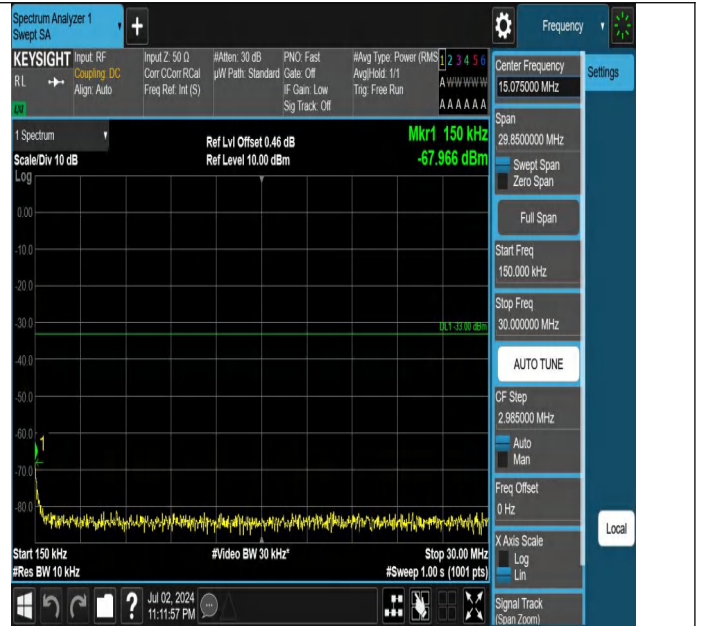 Spectrum Analyzer 1
Swept SA
+
Frequency
KEYSIGHT
RL
LXI
Input: RF
Coupling: DC
Align: Auto
Input Z: 50 Ω
Corr CCorr RCal
Freq Ref: Int (S)
#Atten: 30 dB
µW Path: Standard
PNO: Fast
Gate: Off
IF Gain: Low
Sig Track: Off
#Avg Type: Power (RMS
Avg|Hold: 1/1
Trig: Free Run
1 2 3 4 5 6
A W W W W W
A A A A A A
1 Spectrum
Scale/Div 10 dB
Log
Ref Lvl Offset 0.46 dB
Ref Level 10.00 dBm
Mkr1 150 kHz
-67.966 dBm
0.00
-10.0
-20.0
-30.0
DL1 -33.00 dBm
-40.0
-50.0
-60.0
1
-70.0
-80.0
Start 150 kHz
#Res BW 10 kHz
#Video BW 30 kHz*
Stop 30.00 MHz
#Sweep 1.00 s (1001 pts)
Center Frequency
15.075000 MHz
Settings
Span
29.8500000 MHz
Swept Span
Zero Span
Full Span
Start Freq
150.000 kHz
Stop Freq
30.000000 MHz
AUTO TUNE
CF Step
2.985000 MHz
Auto
Man
Freq Offset
0 Hz
X Axis Scale
Log
Lin
Local
Signal Track
(Span Zoom)
?
Jul 02, 2024
11:11:57 PM